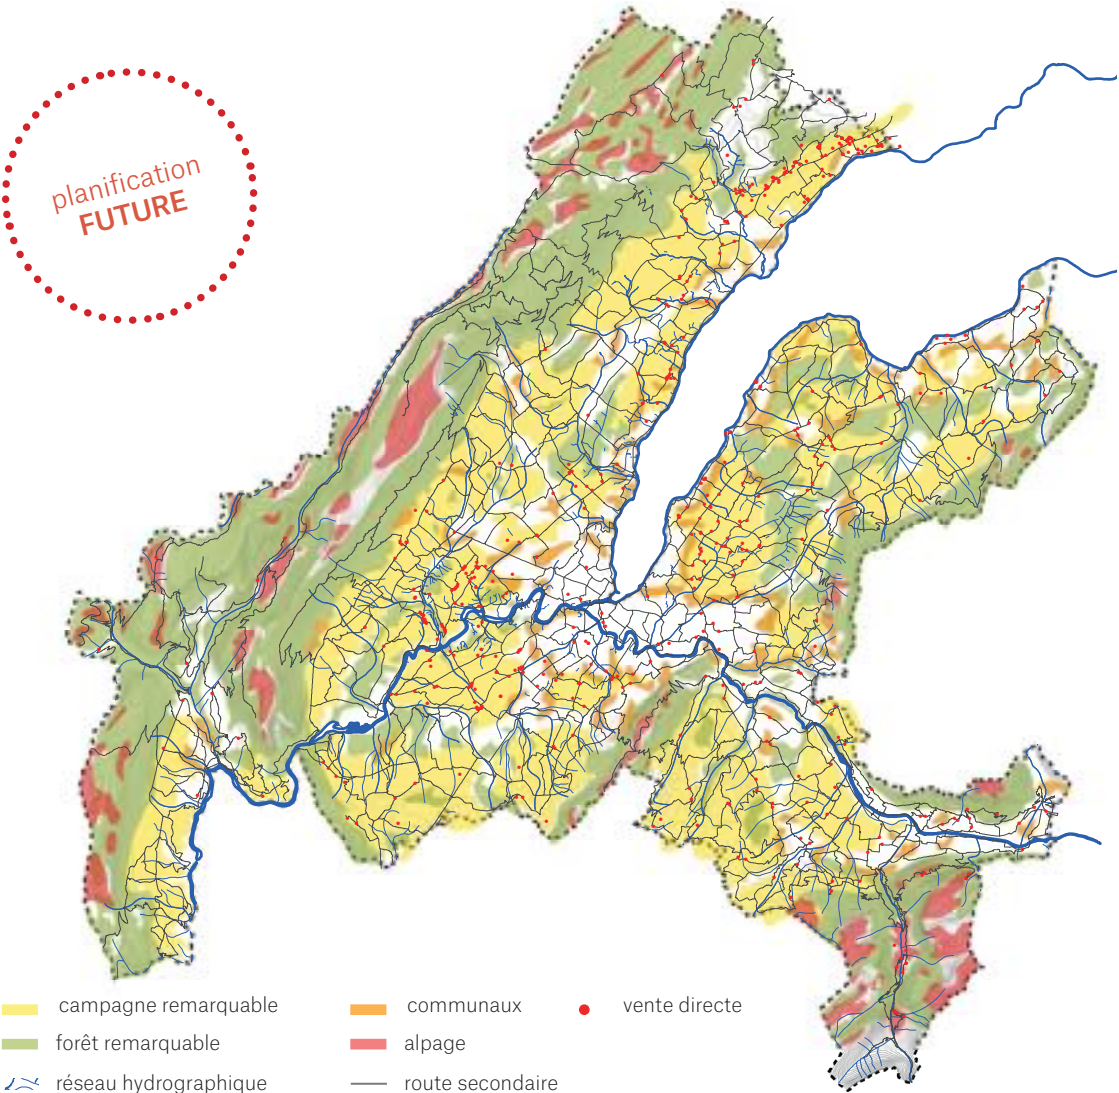 planification
FUTURE
campagne remarquable
communaux
vente directe
forêt remarquable
alpage
réseau hydrographique
route secondaire